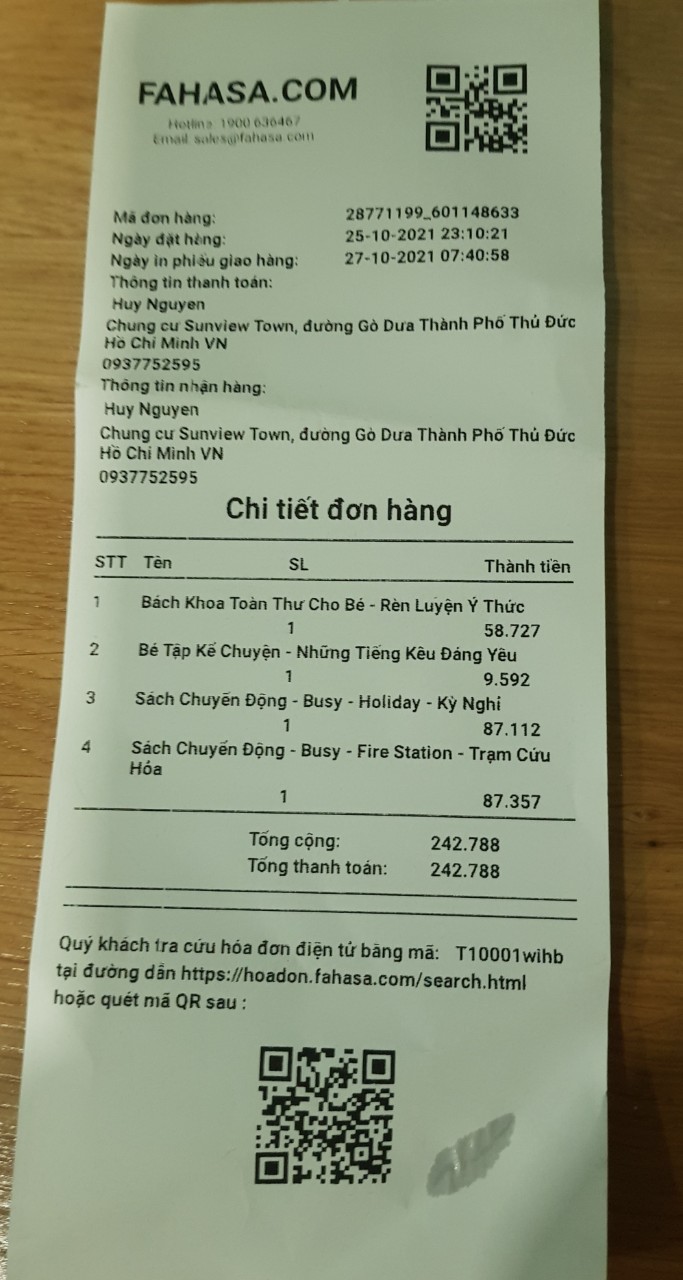 FAHASA.COM
Hotline 1900 636467
Email sales@fahasa.com
Mã đơn hàng: 28771199_601148633
Ngày đặt hàng: 25-10-2021 23:10:21
Ngày in phiếu giao hàng: 27-10-2021 07:40:58
Thông tin thanh toán:
Huy Nguyen
Chung cư Sunview Town, đường Gò Dưa Thành Phố Thủ Đức
Hồ Chí Minh VN
0937752595
Thông tin nhận hàng:
Huy Nguyen
Chung cư Sunview Town, đường Gò Dưa Thành Phố Thủ Đức
Hồ Chí Minh VN
0937752595
Chi tiết đơn hàng
STT Tên SL Thành tiền
1 Bách Khoa Toàn Thư Cho Bé - Rèn Luyện Ý Thức
1 58.727
2 Bé Tập Kể Chuyện - Những Tiếng Kêu Đáng Yêu
1 9.592
3 Sách Chuyển Động - Busy - Holiday - Kỳ Nghỉ
1 87.112
4 Sách Chuyển Động - Busy - Fire Station - Trạm Cứu
Hỏa
1 87.357
Tổng cộng: 242.788
Tổng thanh toán: 242.788
Quý khách tra cứu hóa đơn điện tử bằng mã: T10001wihb
tại đường dẫn https://hoadon.fahasa.com/search.html
hoặc quét mã QR sau :